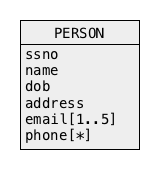 PERSON
ssno
name
dob
address
email[1..5]
phone[*]